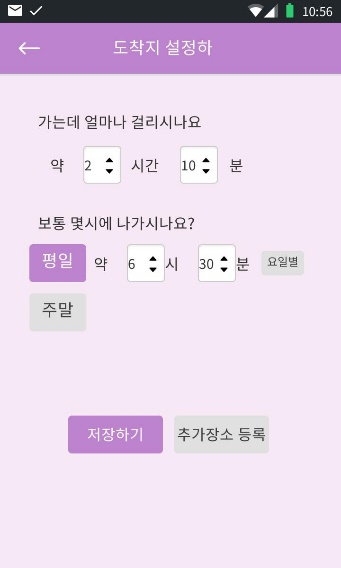 10:56
도착지 설정하
가는데 얼마나 걸리시나요
약 2 시간 10 분
보통 몇시에 나가시나요?
평일 약 6 시 30 분 요일별
주말
저장하기 추가장소 등록